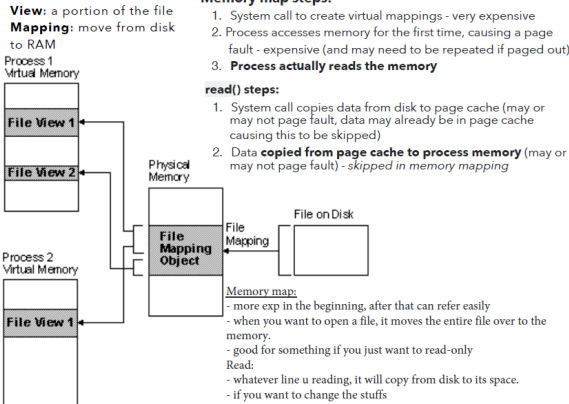 View: a portion of the file
Mapping: move from disk
to RAM
Process 1
Virtual Memory
File View 1
File View 2
Process 2
Virtual Memory
File View 1
Physical
Memory
File
Mapping
Object
File
Mapping
File on Disk
Memory map steps:
1. System call to create virtual mappings - very expensive
2. Process accesses memory for the first time, causing a page
fault - expensive (and may need to be repeated if paged out)
3. Process actually reads the memory
read() steps:
1. System call copies data from disk to page cache (may or
may not page fault, data may already be in page cache
causing this to be skipped)
2. Data copied from page cache to process memory (may or
may not page fault) - skipped in memory mapping
Memory map:
- more exp in the beginning, after that can refer easily
- when you want to open a file, it moves the entire file over to the
memory.
- good for something if you just want to read-only
Read:
- whatever line u reading, it will copy from disk to its space.
- if you want to change the stuffs